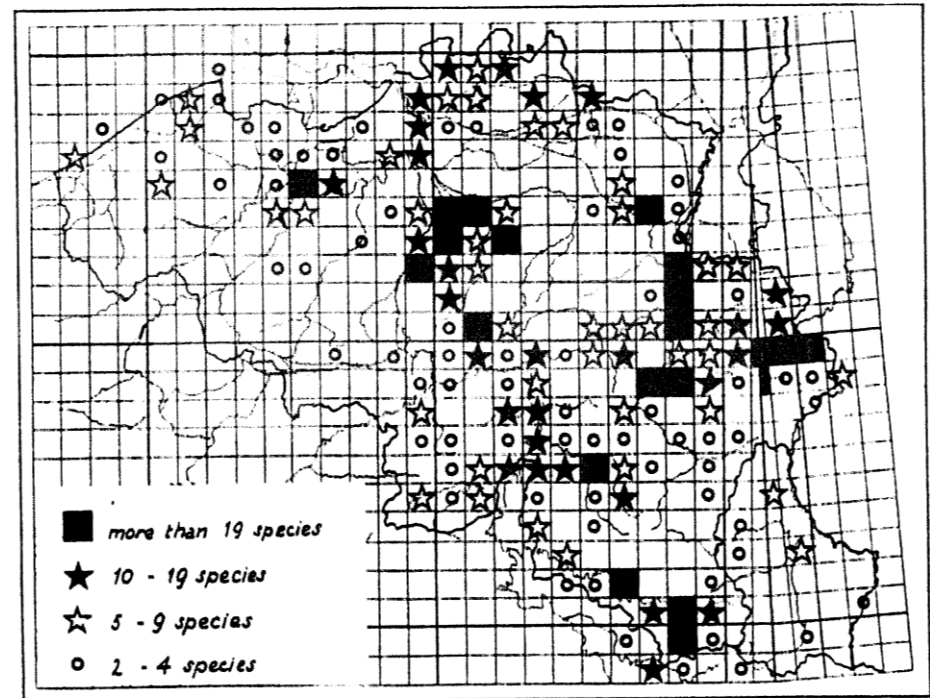 more than 19 species
10 - 19 species
5 - 9 species
2 - 4 species